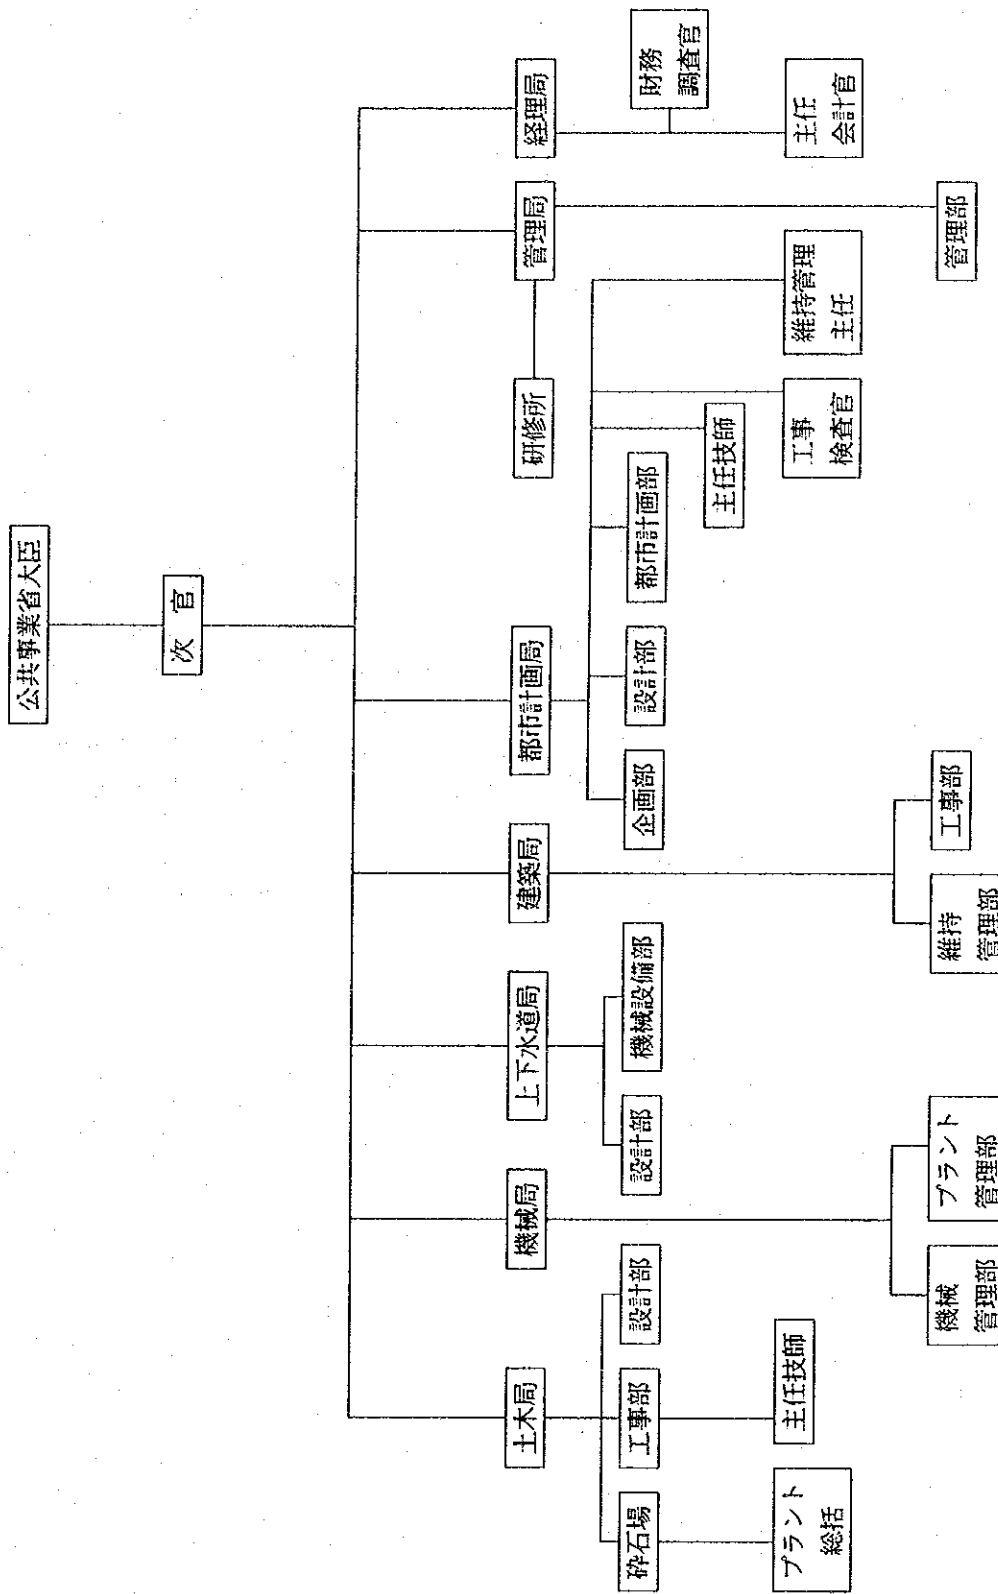 公共事業省大臣
次 官
土木局
機械局
上下水道局
建築局
都市計画局
管理局
経理局
研修所
砕石場
工事部
設計部
設計部
機械設備部
企画部
設計部
都市計画部
財務
調査官
主任技師
プラント
総括
主任技師
工事
検査官
維持管理
主任
主任
会計官
機械
管理部
プラント
管理部
維持
管理部
工事部
管理部